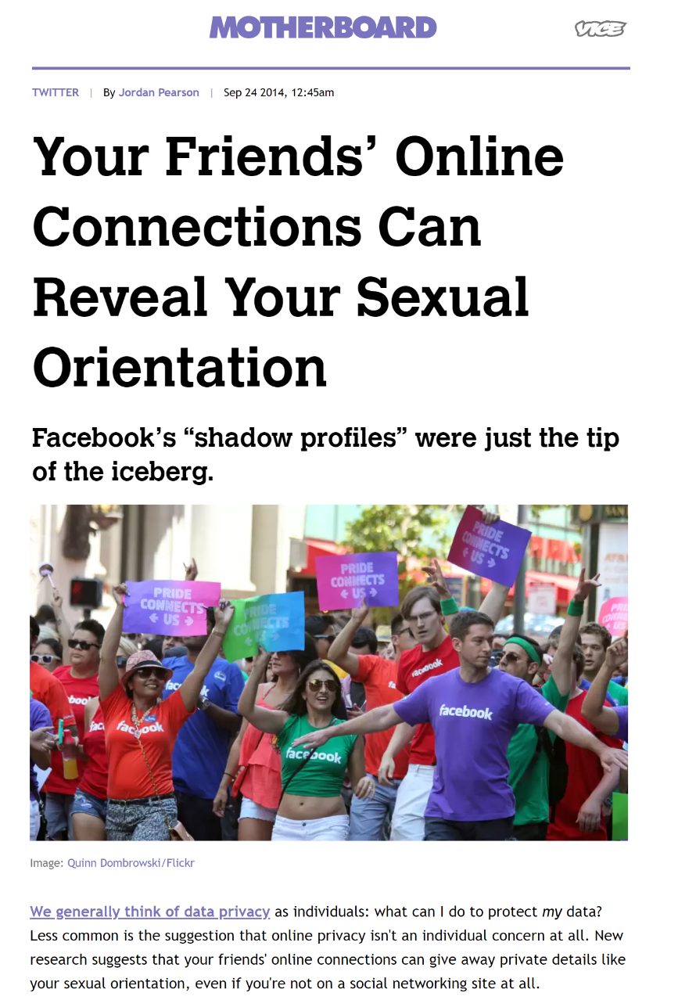 MOTHERBOARD
VICE
TWITTER | By Jordan Pearson | Sep 24 2014, 12:45am
Your Friends’ Online
Connections Can
Reveal Your Sexual
Orientation
Facebook’s “shadow profiles” were just the tip
of the iceberg.
PRIDE
CONNECTS
← US →
PRIDE
CONNECTS
← US →
PRIDE
CONNECTS
← US →
PRIDE
CONNECTS
← US →
facebook
facebook
facebook
facebook
Image: Quinn Dombrowski/Flickr
We generally think of data privacy as individuals: what can I do to protect my data?
Less common is the suggestion that online privacy isn't an individual concern at all. New
research suggests that your friends' online connections can give away private details like
your sexual orientation, even if you're not on a social networking site at all.